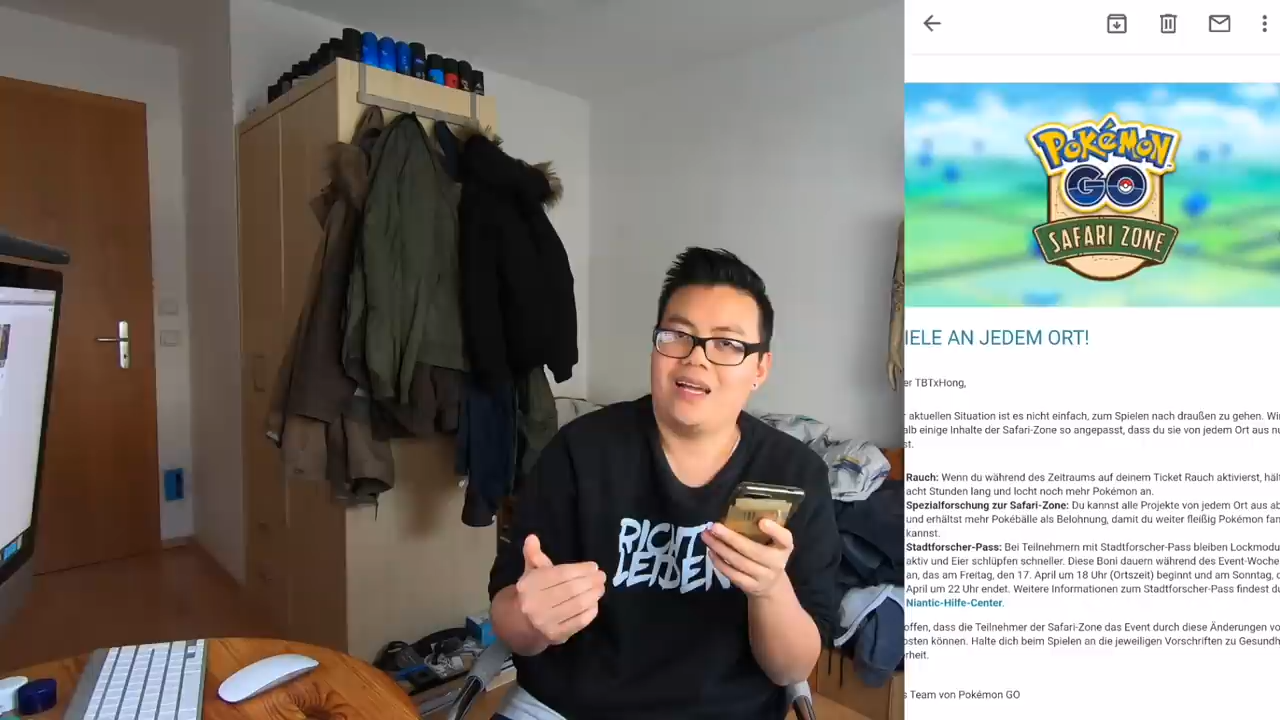 POKÉMON
GO
SAFARI ZONE
IELE AN JEDEM ORT!
er TBTxHong,
r aktuellen Situation ist es nicht einfach, zum Spielen nach draußen zu gehen. Wi
alb einige Inhalte der Safari-Zone so angepasst, dass du sie von jedem Ort aus nu
st.
Rauch: Wenn du während des Zeitraums auf deinem Ticket Rauch aktivierst, häl
acht Stunden lang und lockt noch mehr Pokémon an.
Spezialforschung zur Safari-Zone: Du kannst alle Projekte von jedem Ort aus ab
und erhältst mehr Pokébälle als Belohnung, damit du weiter fleißig Pokémon fan
kannst.
Stadtforscher-Pass: Bei Teilnehmern mit Stadtforscher-Pass bleiben Lockmodu
aktiv und Eier schlüpfen schneller. Diese Boni dauern während des Event-Woche
an, das am Freitag, den 17. April um 18 Uhr (Ortszeit) beginnt und am Sonntag, d
April um 22 Uhr endet. Weitere Informationen zum Stadtforscher-Pass findest du
Niantic-Hilfe-Center.
offen, dass die Teilnehmer der Safari-Zone das Event durch diese Änderungen vo
osten können. Halte dich beim Spielen an die jeweiligen Vorschriften zu Gesundh
rheit.
s Team von Pokémon GO
RICHTIG
LEIDEN